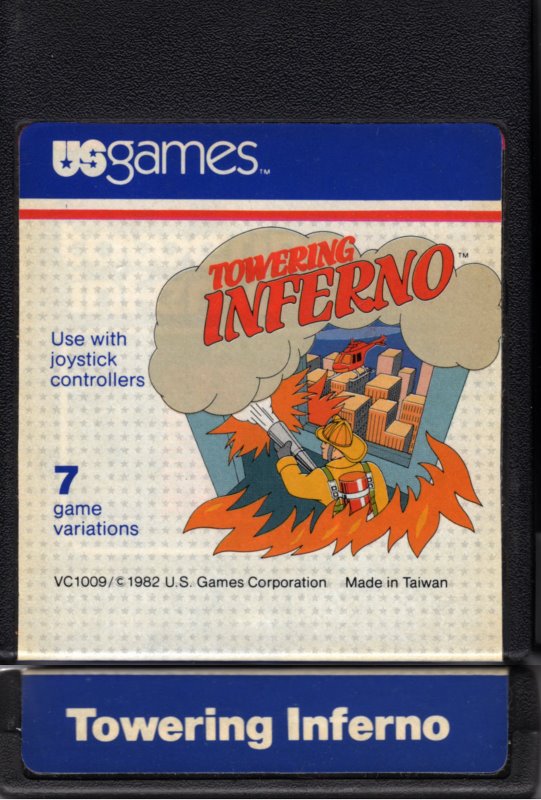 USgames™
TOWERING
INFERNO™
Use with
joystick
controllers
7
game
variations
VC1009/© 1982 U.S. Games Corporation Made in Taiwan
Towering Inferno